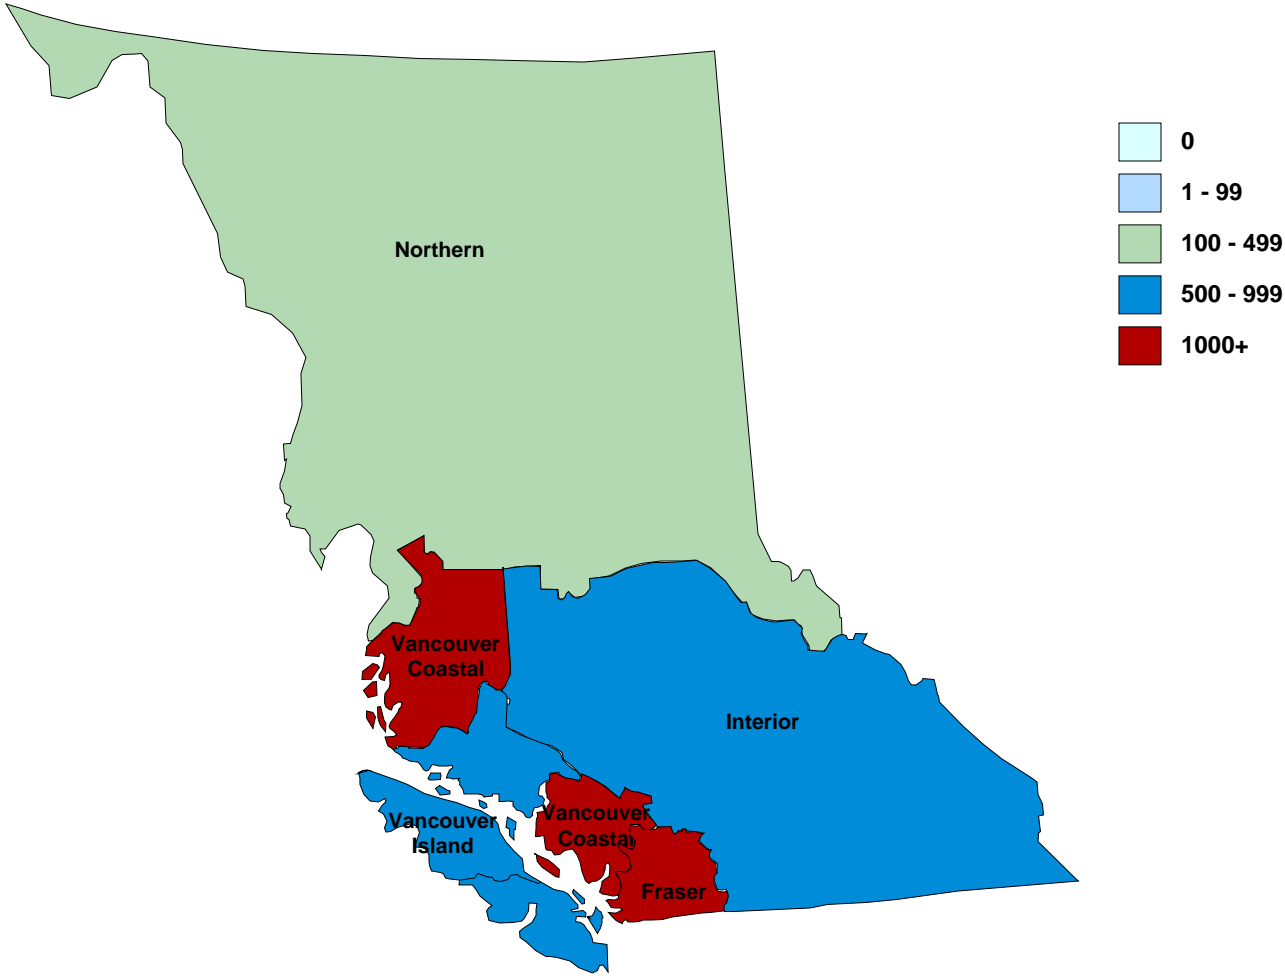 0
1 - 99
100 - 499
500 - 999
1000+
Northern
Vancouver
Coastal
Interior
Vancouver
Island
Vancouver
Coastal
Fraser